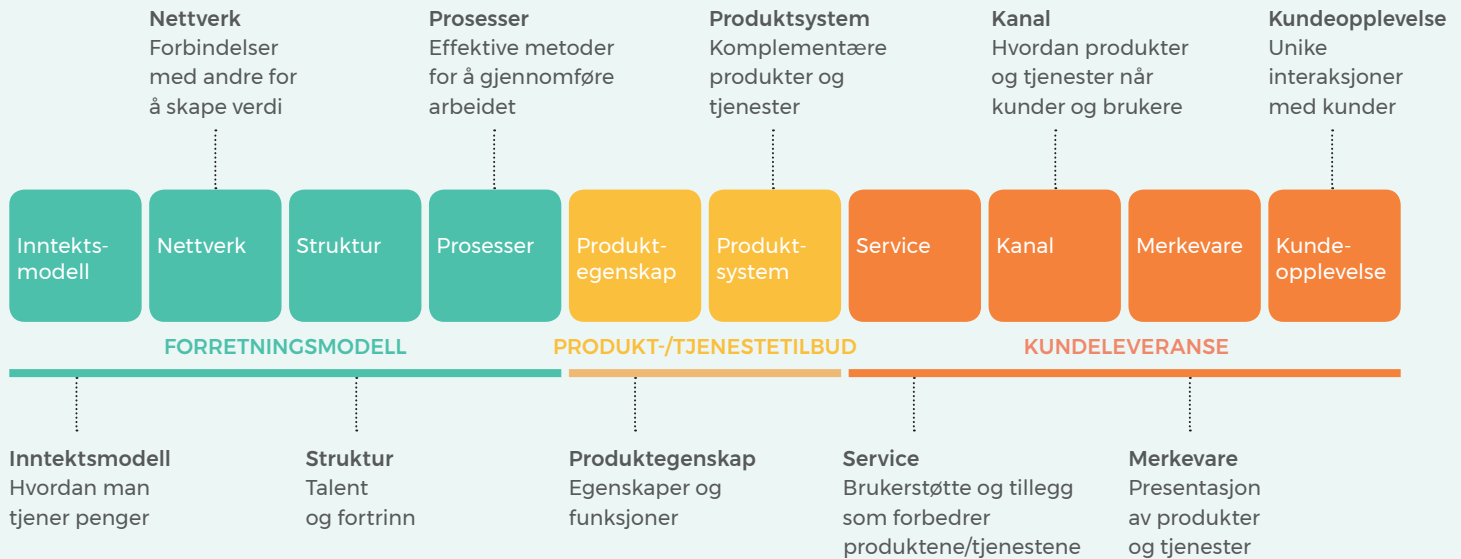 Nettverk
Forbindelser
med andre for
å skape verdi
Prosesser
Effektive metoder
for å gjennomføre
arbeidet
Produktsystem
Komplementære
produkter og
tjenester
Kanal
Hvordan produkter
og tjenester når
kunder og brukere
Kundeopplevelse
Unike
interaksjoner
med kunder
Inntekts-
modell
Nettverk
Struktur
Prosesser
Produkt-
egenskap
Produkt-
system
Service
Kanal
Merkevare
Kunde-
opplevelse
FORRETNINGSMODELL
PRODUKT-/TJENESTETILBUD
KUNDELEVERANSE
Inntektsmodell
Hvordan man
tjener penger
Struktur
Talent
og fortrinn
Produktegenskap
Egenskaper og
funksjoner
Service
Brukerstøtte og tillegg
som forbedrer
produktene/tjenestene
Merkevare
Presentasjon
av produkter
og tjenester